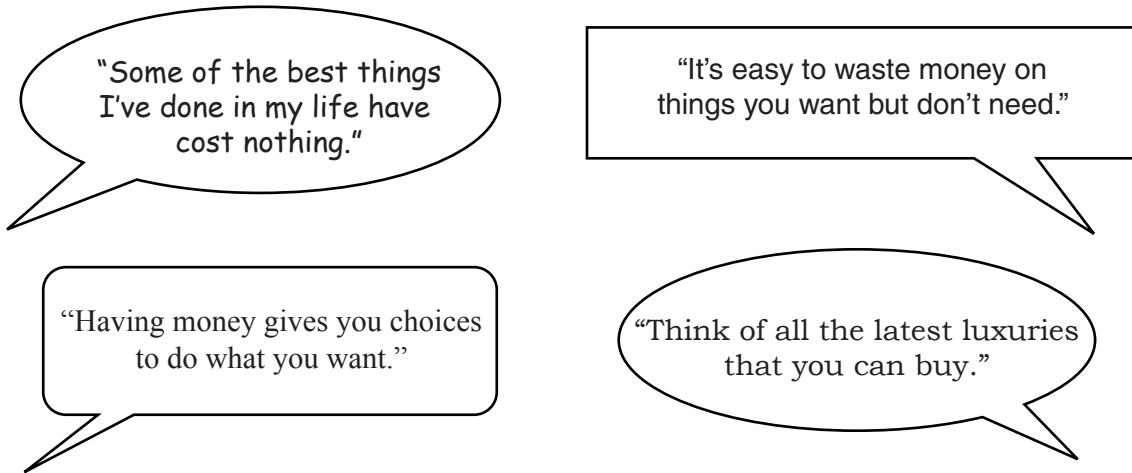 “Some of the best things
I’ve done in my life have
cost nothing.”
“It’s easy to waste money on
things you want but don’t need.”
“Having money gives you choices
to do what you want.”
“Think of all the latest luxuries
that you can buy.”